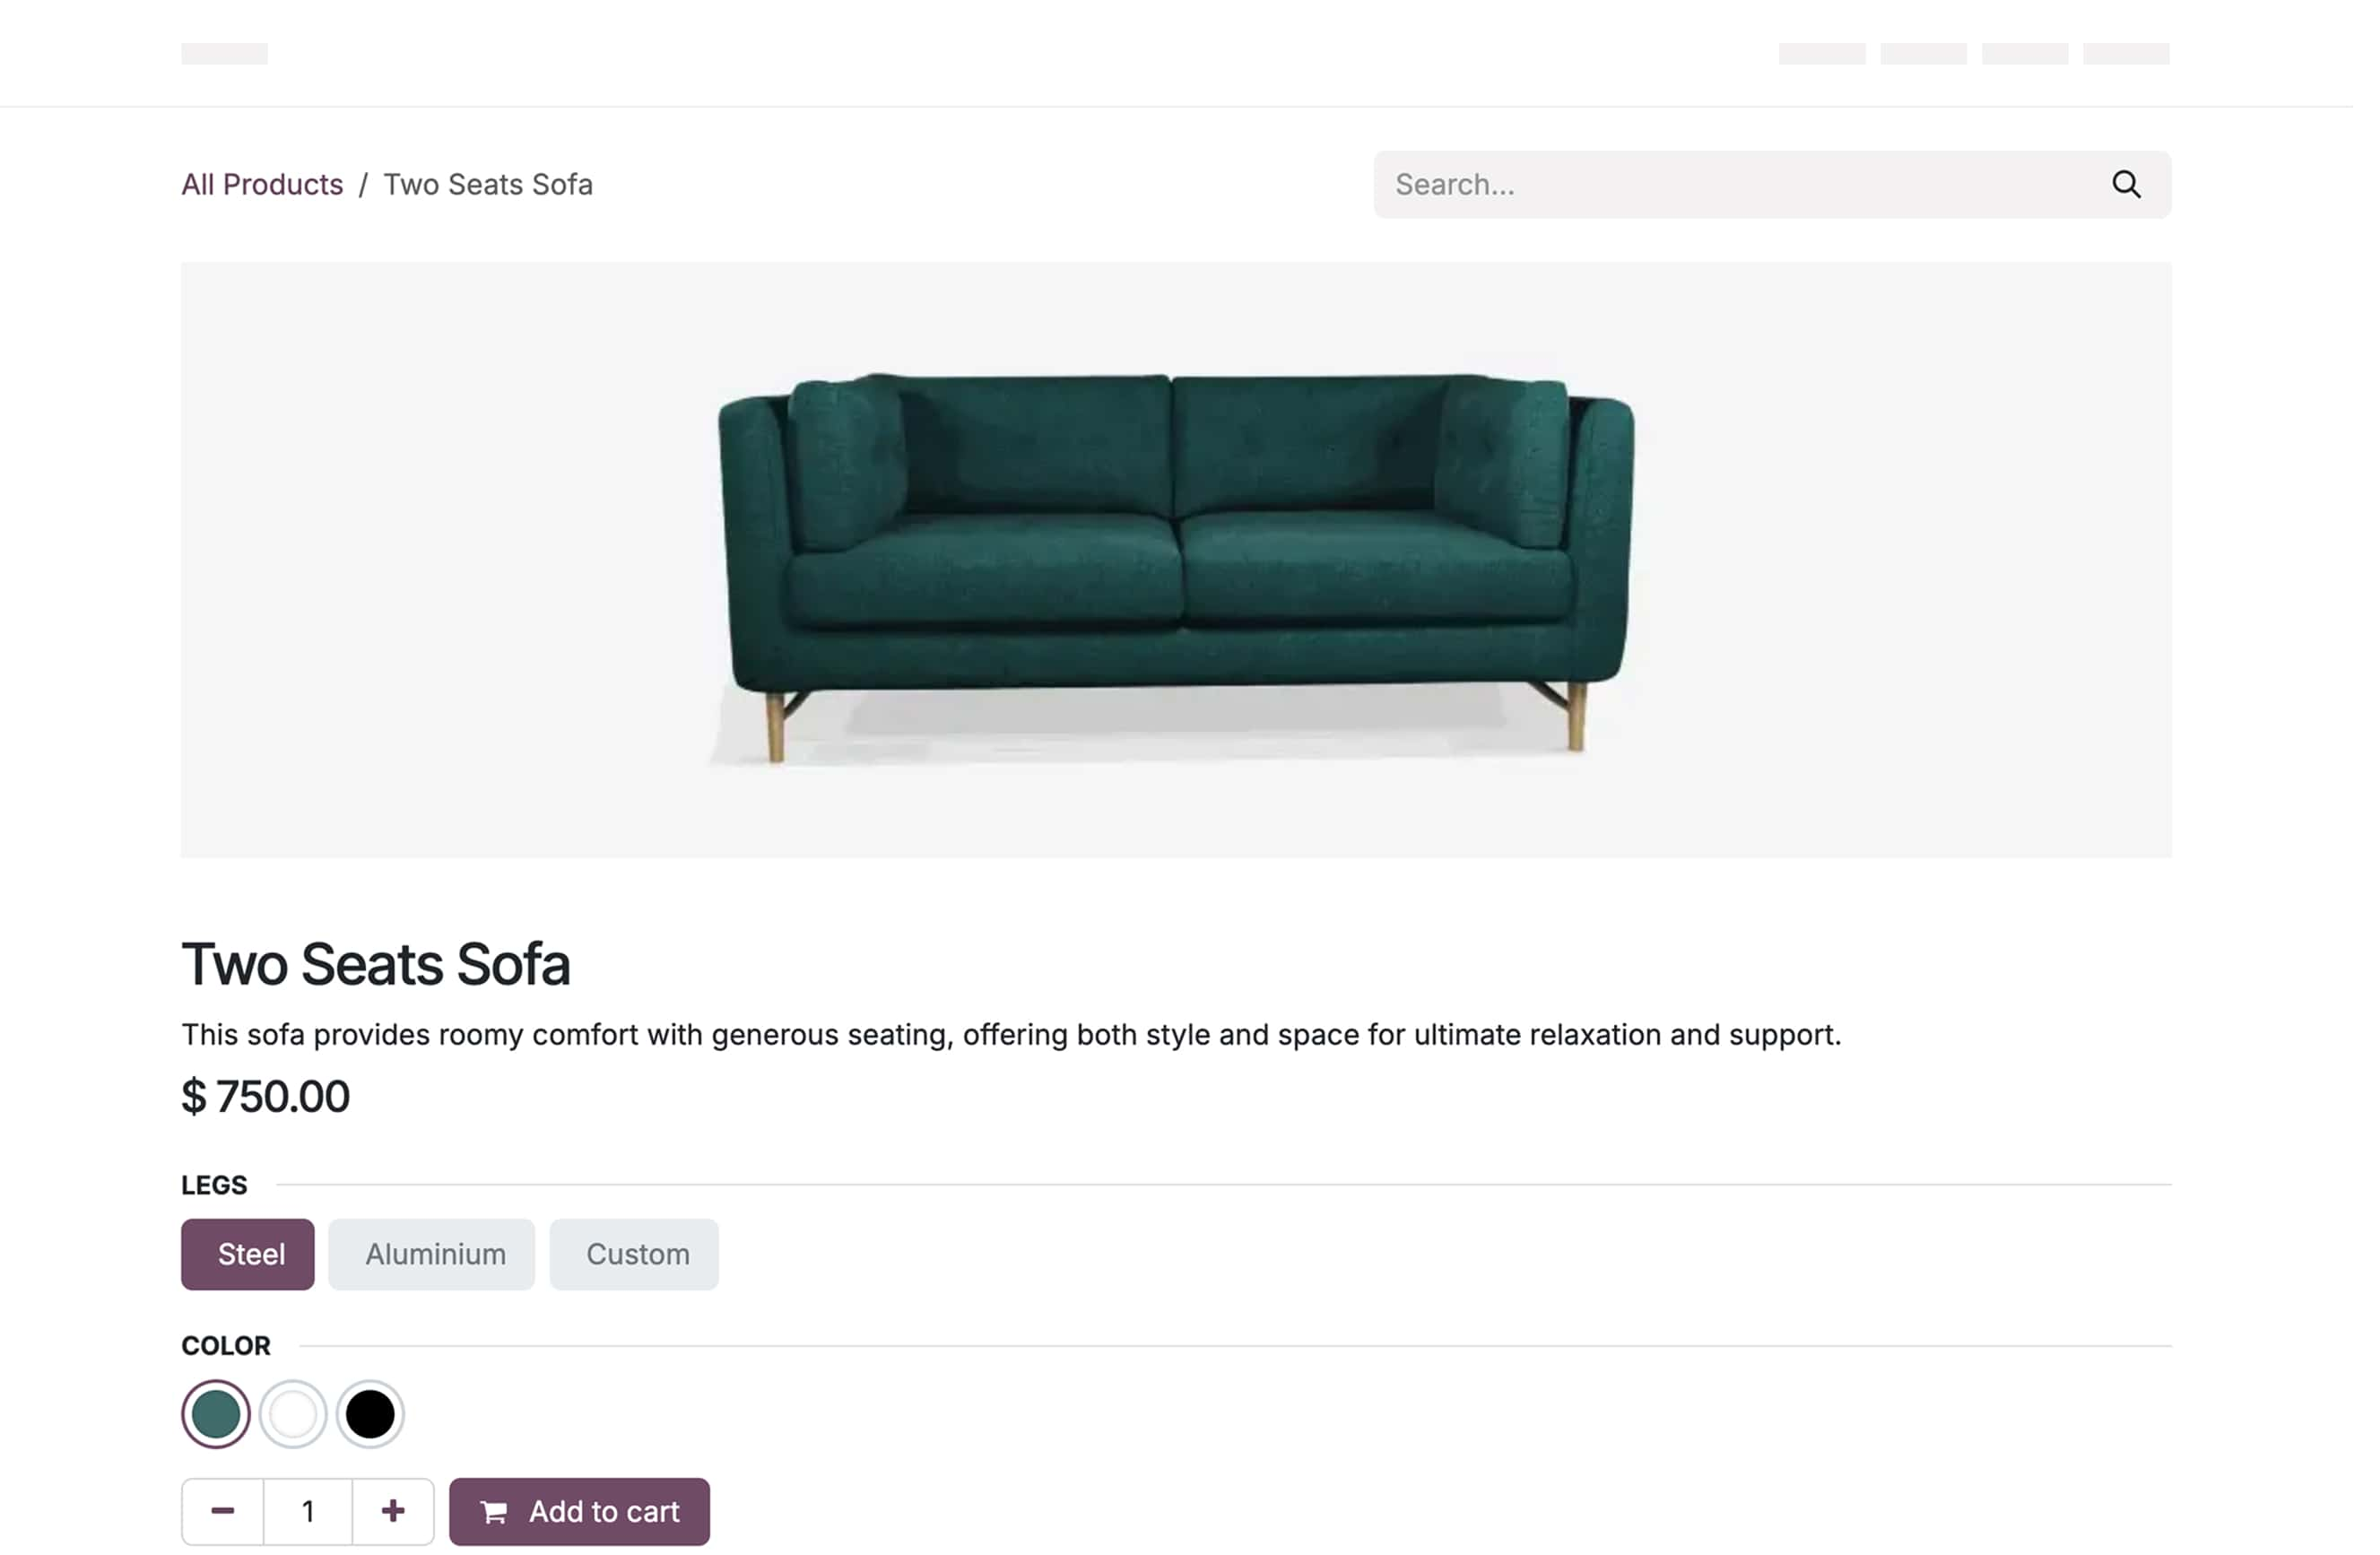 All Products / Two Seats Sofa
Search...
Two Seats Sofa
This sofa provides roomy comfort with generous seating, offering both style and space for ultimate relaxation and support.
$ 750.00
LEGS
Steel Aluminium Custom
COLOR
1 Add to cart